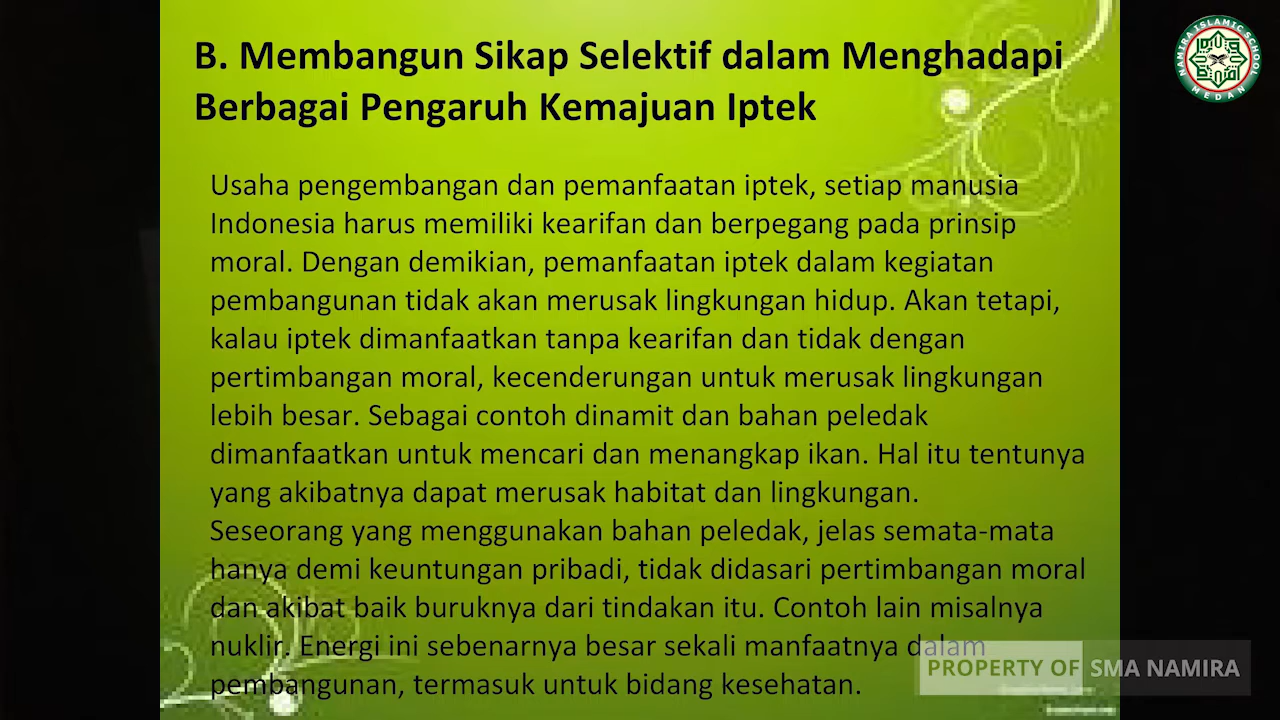 B. Membangun Sikap Selektif dalam Menghadapi
Berbagai Pengaruh Kemajuan Iptek
Usaha pengembangan dan pemanfaatan iptek, setiap manusia
Indonesia harus memiliki kearifan dan berpegang pada prinsip
moral. Dengan demikian, pemanfaatan iptek dalam kegiatan
pembangunan tidak akan merusak lingkungan hidup. Akan tetapi,
kalau iptek dimanfaatkan tanpa kearifan dan tidak dengan
pertimbangan moral, kecenderungan untuk merusak lingkungan
lebih besar. Sebagai contoh dinamit dan bahan peledak
dimanfaatkan untuk mencari dan menangkap ikan. Hal itu tentunya
yang akibatnya dapat merusak habitat dan lingkungan.
Seseorang yang menggunakan bahan peledak, jelas semata-mata
hanya demi keuntungan pribadi, tidak didasari pertimbangan moral
dan akibat baik buruknya dari tindakan itu. Contoh lain misalnya
nuklir. Energi ini sebenarnya besar sekali manfaatnya dalam
pembangunan, termasuk untuk bidang kesehatan.
NAMIRA ISLAMIC SCHOOL
MEDAN
PROPERTY OF SMA NAMIRA